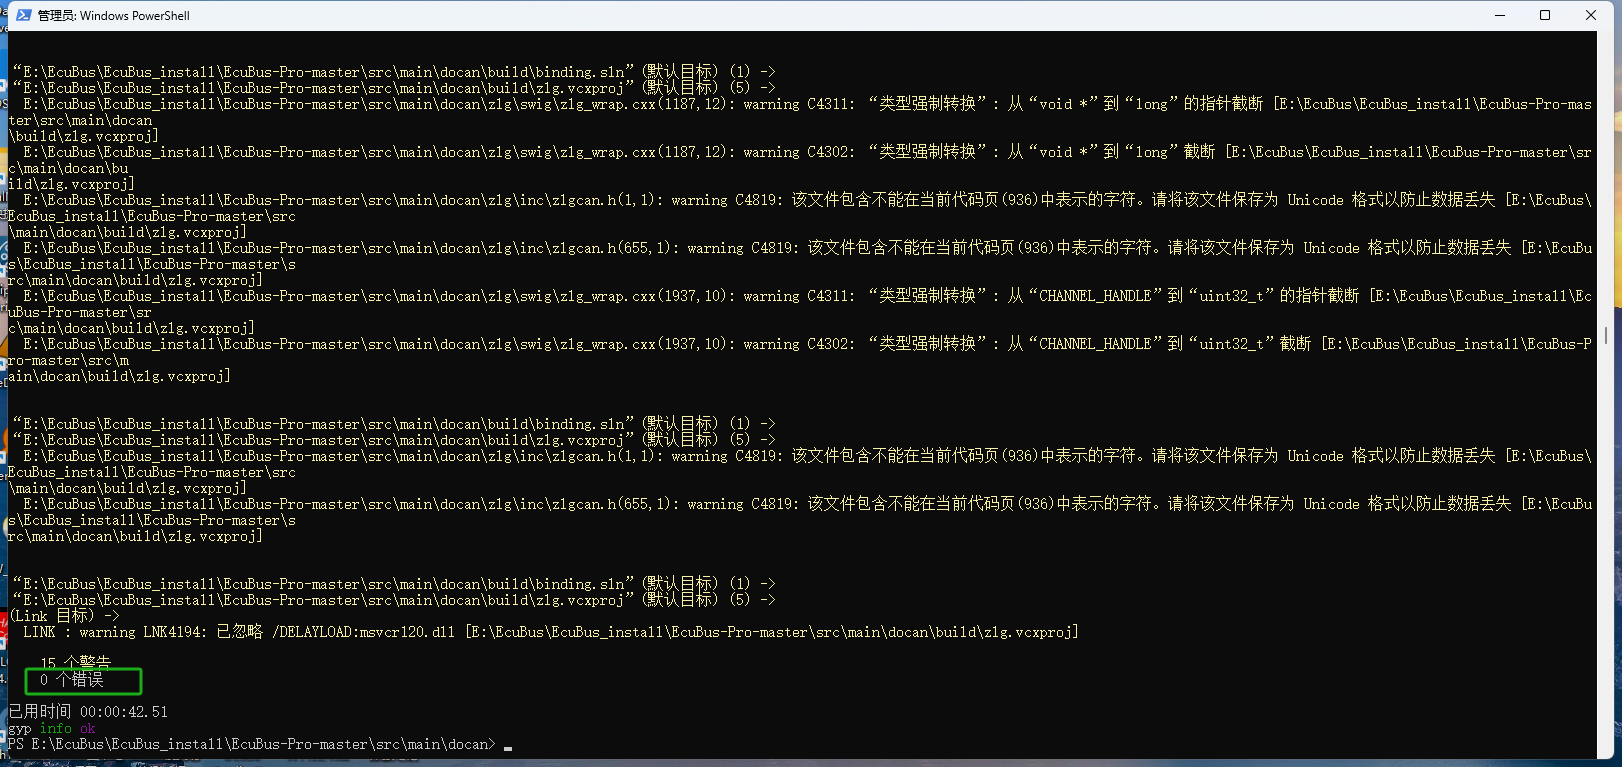 管理员: Windows PowerShell
“E:\EcuBus\EcuBus_install\EcuBus-Pro-master\src\main\docan\build\binding.sln”(默认目标) (1) ->
“E:\EcuBus\EcuBus_install\EcuBus-Pro-master\src\main\docan\build\zlg.vcxproj”(默认目标) (5) ->
E:\EcuBus\EcuBus_install\EcuBus-Pro-master\src\main\docan\zlg\swig\zlg_wrap.cxx(1187,12): warning C4311: “类型强制转换”: 从“void *”到“long”的指针截断 [E:\EcuBus\EcuBus_install\EcuBus-Pro-mas
ter\src\main\docan
\build\zlg.vcxproj]
E:\EcuBus\EcuBus_install\EcuBus-Pro-master\src\main\docan\zlg\swig\zlg_wrap.cxx(1187,12): warning C4302: “类型强制转换”: 从“void *”到“long”截断 [E:\EcuBus\EcuBus_install\EcuBus-Pro-master\sr
c\main\docan\bu
ild\zlg.vcxproj]
E:\EcuBus\EcuBus_install\EcuBus-Pro-master\src\main\docan\zlg\inc\zlgcan.h(1,1): warning C4819: 该文件包含不能在当前代码页(936)中表示的字符。请将该文件保存为 Unicode 格式以防止数据丢失 [E:\EcuBus\
EcuBus_install\EcuBus-Pro-master\src
\main\docan\build\zlg.vcxproj]
E:\EcuBus\EcuBus_install\EcuBus-Pro-master\src\main\docan\zlg\inc\zlgcan.h(655,1): warning C4819: 该文件包含不能在当前代码页(936)中表示的字符。请将该文件保存为 Unicode 格式以防止数据丢失 [E:\EcuBu
s\EcuBus_install\EcuBus-Pro-master\s
rc\main\docan\build\zlg.vcxproj]
E:\EcuBus\EcuBus_install\EcuBus-Pro-master\src\main\docan\zlg\swig\zlg_wrap.cxx(1937,10): warning C4311: “类型强制转换”: 从“CHANNEL_HANDLE”到“uint32_t”的指针截断 [E:\EcuBus\EcuBus_install\Ec
uBus-Pro-master\sr
c\main\docan\build\zlg.vcxproj]
E:\EcuBus\EcuBus_install\EcuBus-Pro-master\src\main\docan\zlg\swig\zlg_wrap.cxx(1937,10): warning C4302: “类型强制转换”: 从“CHANNEL_HANDLE”到“uint32_t”截断 [E:\EcuBus\EcuBus_install\EcuBus-P
ro-master\src\m
ain\docan\build\zlg.vcxproj]
“E:\EcuBus\EcuBus_install\EcuBus-Pro-master\src\main\docan\build\binding.sln”(默认目标) (1) ->
“E:\EcuBus\EcuBus_install\EcuBus-Pro-master\src\main\docan\build\zlg.vcxproj”(默认目标) (5) ->
E:\EcuBus\EcuBus_install\EcuBus-Pro-master\src\main\docan\zlg\inc\zlgcan.h(1,1): warning C4819: 该文件包含不能在当前代码页(936)中表示的字符。请将该文件保存为 Unicode 格式以防止数据丢失 [E:\EcuBus\
EcuBus_install\EcuBus-Pro-master\src
\main\docan\build\zlg.vcxproj]
E:\EcuBus\EcuBus_install\EcuBus-Pro-master\src\main\docan\zlg\inc\zlgcan.h(655,1): warning C4819: 该文件包含不能在当前代码页(936)中表示的字符。请将该文件保存为 Unicode 格式以防止数据丢失 [E:\EcuBu
s\EcuBus_install\EcuBus-Pro-master\s
rc\main\docan\build\zlg.vcxproj]
“E:\EcuBus\EcuBus_install\EcuBus-Pro-master\src\main\docan\build\binding.sln”(默认目标) (1) ->
“E:\EcuBus\EcuBus_install\EcuBus-Pro-master\src\main\docan\build\zlg.vcxproj”(默认目标) (5) ->
(Link 目标) ->
LINK : warning LNK4194: 已忽略 /DELAYLOAD:msvcr120.dll [E:\EcuBus\EcuBus_install\EcuBus-Pro-master\src\main\docan\build\zlg.vcxproj]
15 个警告
0 个错误
已用时间 00:00:42.51
gyp info ok
PS E:\EcuBus\EcuBus_install\EcuBus-Pro-master\src\main\docan>